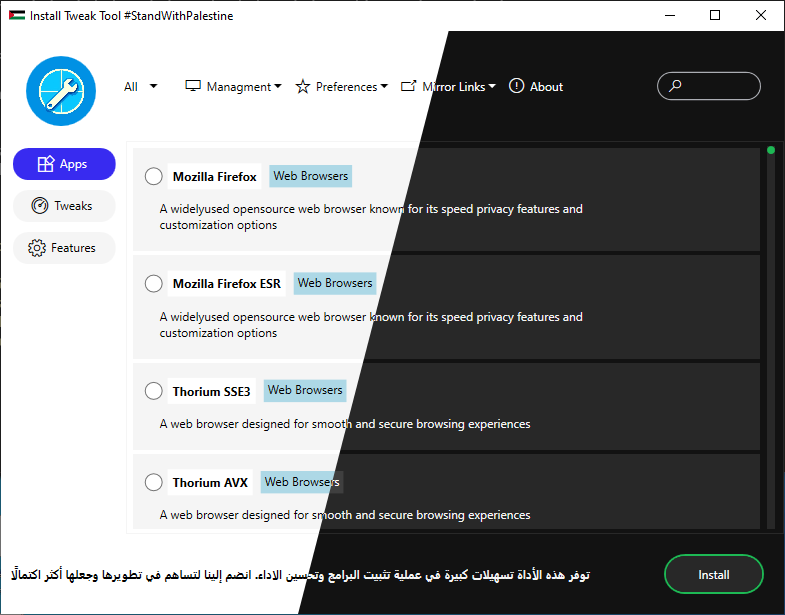 Install Tweak Tool #StandWithPalestine
All
Managment
Preferences
Mirror Links
About
Apps
Tweaks
Features
Mozilla Firefox Web Browsers
A widelyused opensource web browser known for its speed privacy features and
customization options
Mozilla Firefox ESR Web Browsers
A widelyused opensource web browser known for its speed privacy features and
customization options
Thorium SSE3 Web Browsers
A web browser designed for smooth and secure browsing experiences
Thorium AVX Web Browsers
A web browser designed for smooth and secure browsing experiences
توفر هذه الأداة تسهيلات كبيرة في عملية تثبيت البرامج وتحسين الاداء. انضم إلينا لتساهم في تطويرها وجعلها أكثر اكتمالًا
Install